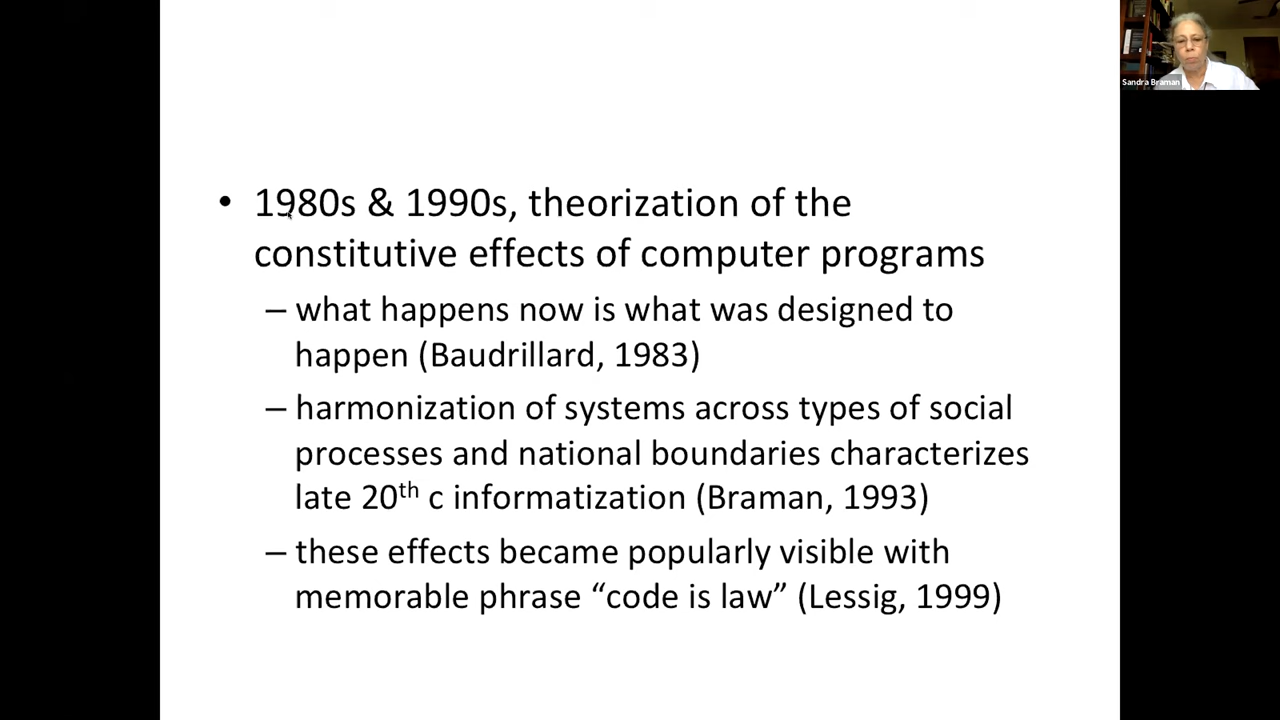 Sandra Braman
• 1980s & 1990s, theorization of the
constitutive effects of computer programs
– what happens now is what was designed to
happen (Baudrillard, 1983)
– harmonization of systems across types of social
processes and national boundaries characterizes
late 20th c informatization (Braman, 1993)
– these effects became popularly visible with
memorable phrase “code is law” (Lessig, 1999)